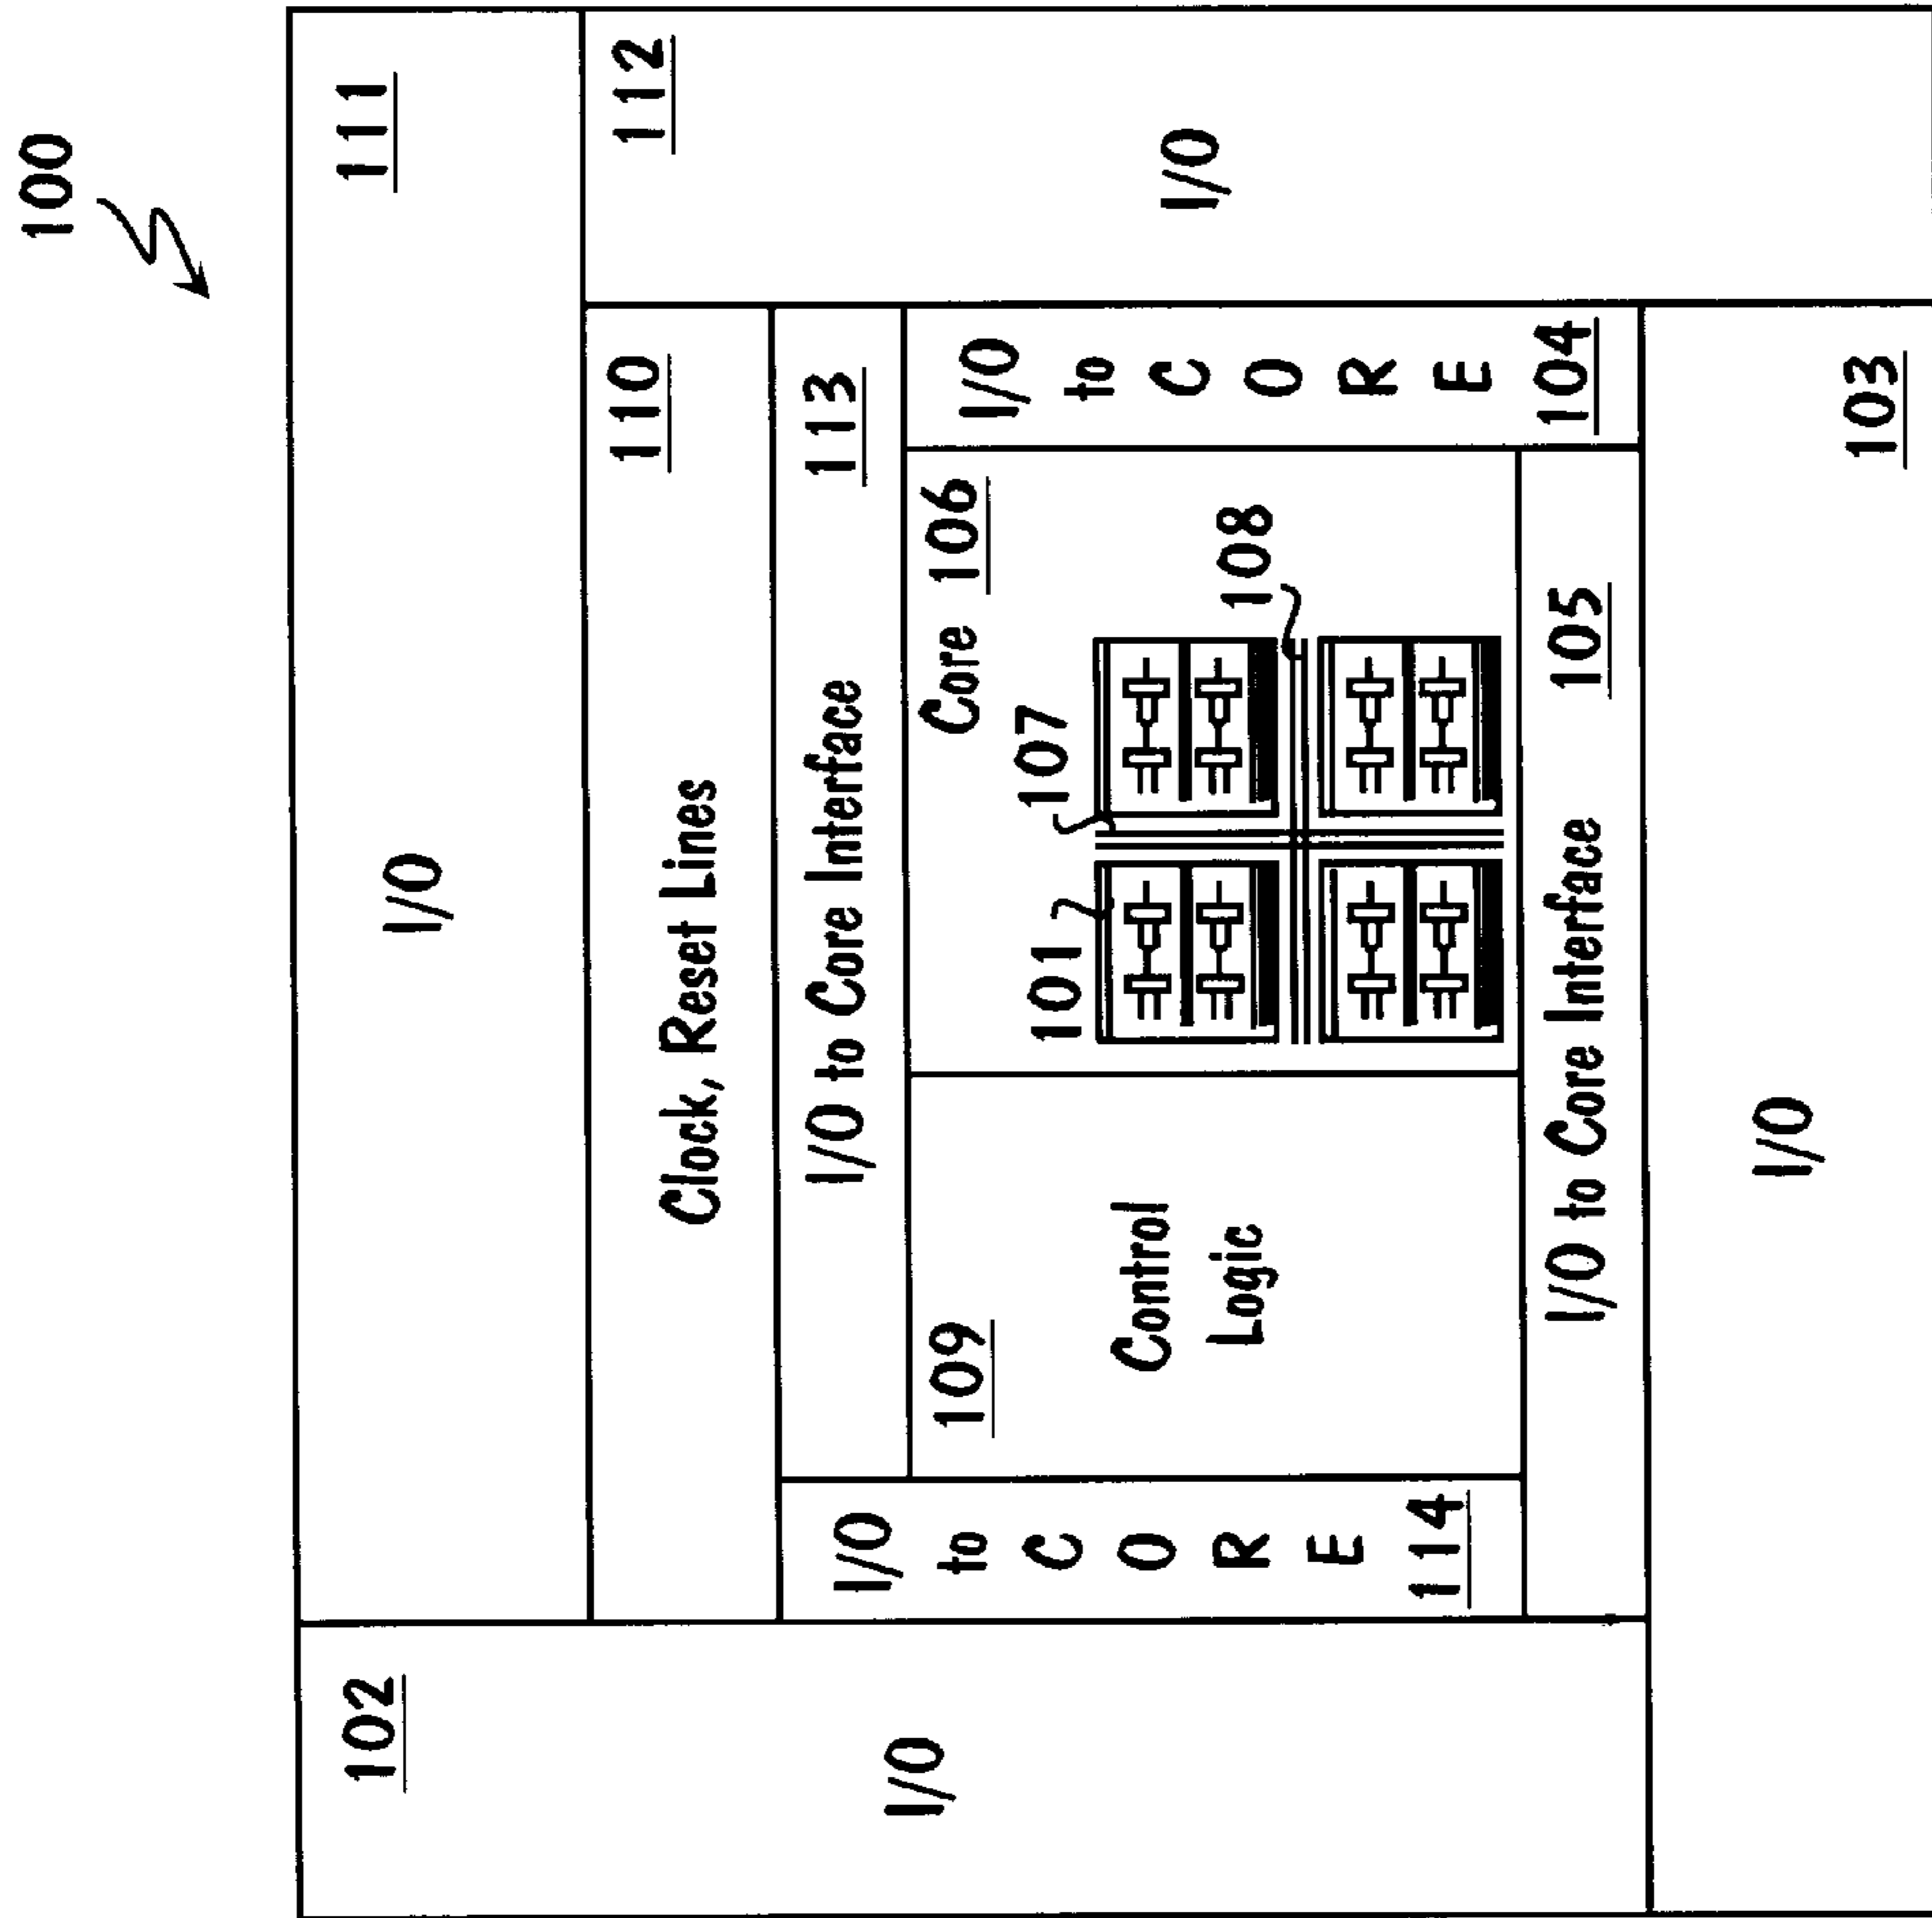 100
111
I/O
102
I/O
112
I/O
110
Clock, Reset Lines
113
I/O to Core Interface
I/O
to
C
O
R
E
114
109
Control
Logic
Core 106
101
107
108
I/O
to
C
O
R
E
104
105
I/O to Core Interface
I/O
103